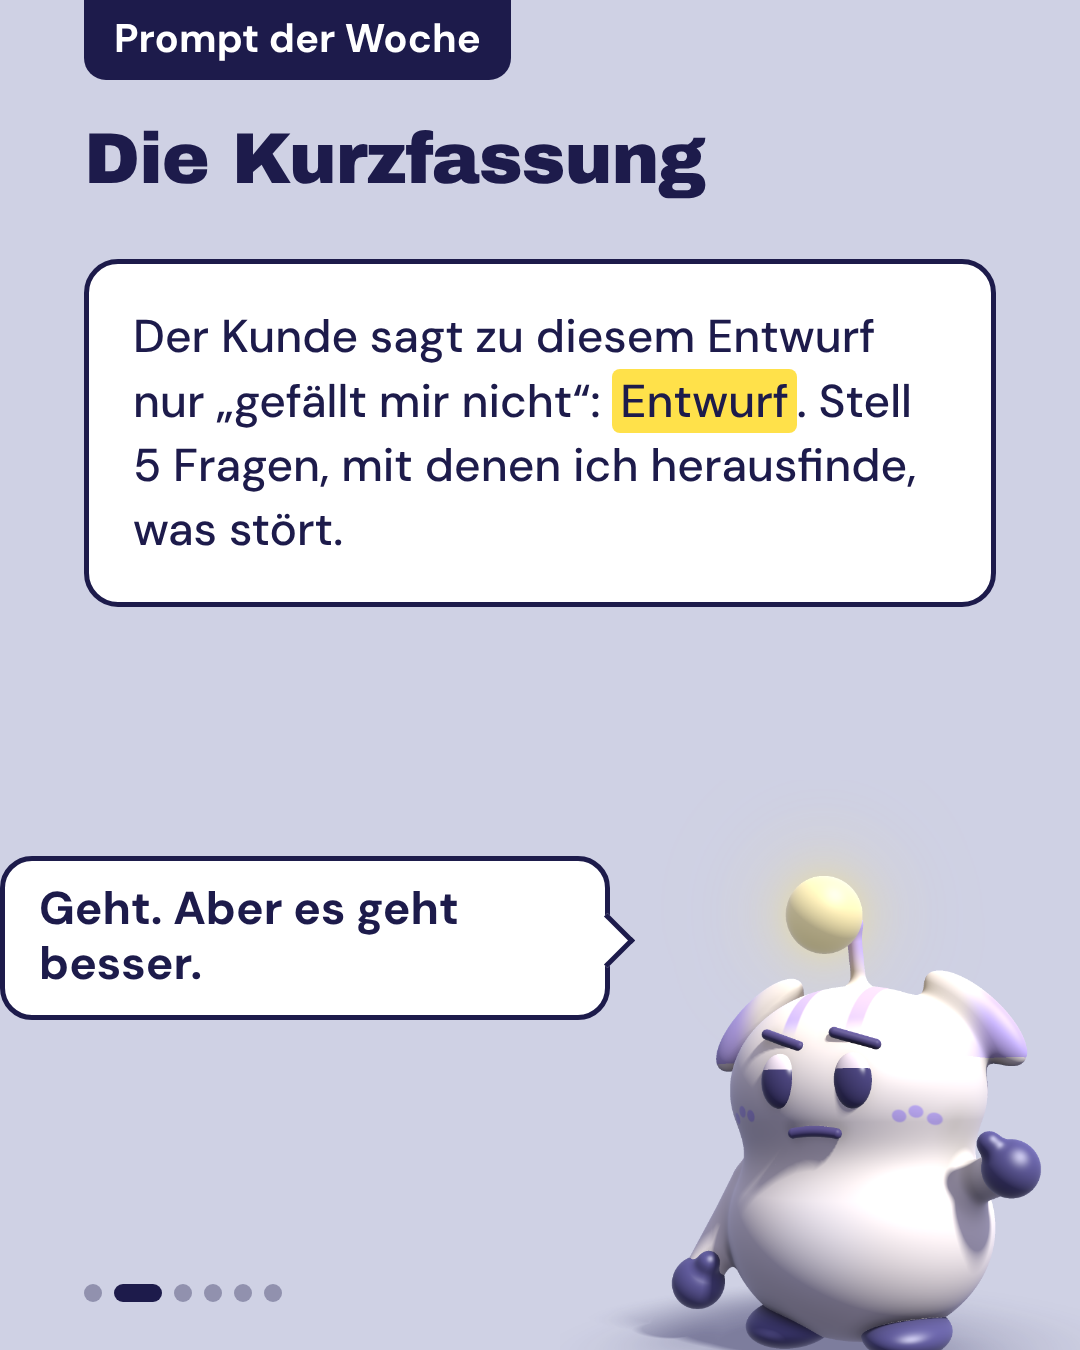 Prompt der Woche
Die Kurzfassung
Der Kunde sagt zu diesem Entwurf
nur „gefällt mir nicht“: Entwurf. Stell
5 Fragen, mit denen ich herausfinde,
was stört.
Geht. Aber es geht
besser.